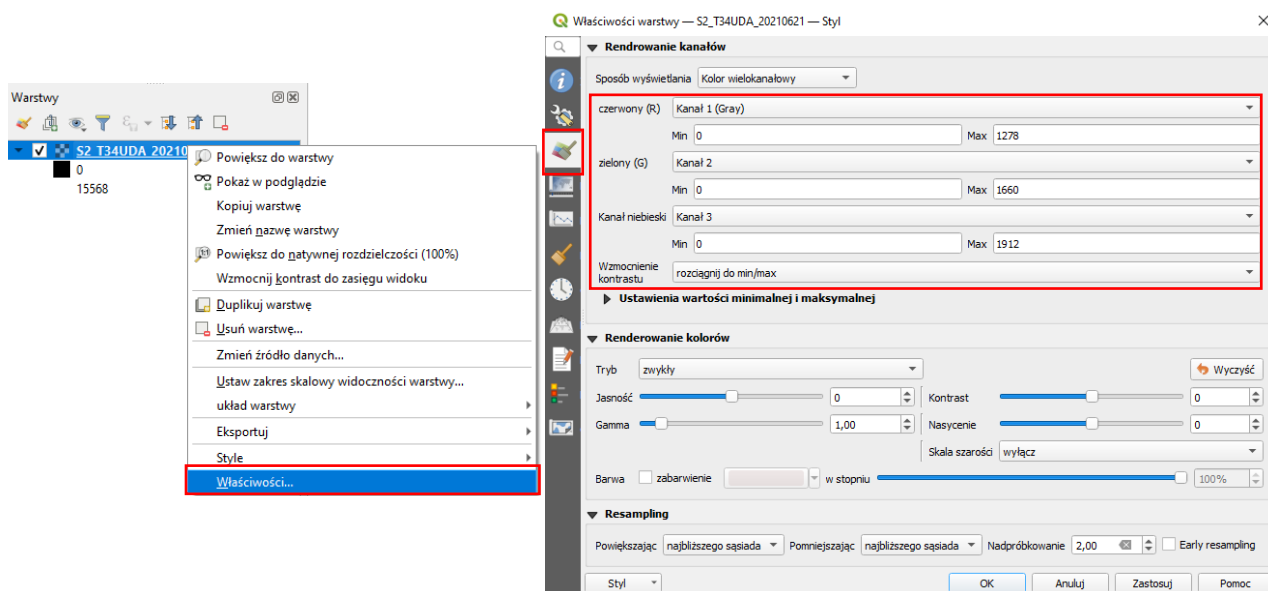 Warstwy
S2_T34UDA_20210
0
15568
Powiększ do warstwy
Pokaż w podglądzie
Kopiuj warstwę
Zmień nazwę warstwy
Powiększ do natywnej rozdzielczości (100%)
Wzmocnij kontrast do zasięgu widoku
Duplikuj warstwę
Usuń warstwę...
Zmień źródło danych...
Ustaw zakres skalowy widoczności warstwy...
układ warstwy
Eksportuj
Style
Właściwości...
Właściwości warstwy — S2_T34UDA_20210621 — Styl
Rendrowanie kanałów
Sposób wyświetlania Kolor wielokanałowy
czerwony (R) Kanał 1 (Gray)
Min 0 Max 1278
zielony (G) Kanał 2
Min 0 Max 1660
Kanał niebieski Kanał 3
Min 0 Max 1912
Wzmocnienie
kontrastu rozciągnij do min/max
Ustawienia wartości minimalnej i maksymalnej
Renderowanie kolorów
Tryb zwykły Wyczyść
Jasność 0 Kontrast 0
Gamma 1,00 Nasycenie 0
Skala szarości wyłącz
Barwa zabarwienie w stopniu 100%
Resampling
Powiększając najbliższego sąsiada Pomniejszając najbliższego sąsiada Nadpróbkowanie 2,00 Early resampling
Styl OK Anuluj Zastosuj Pomoc